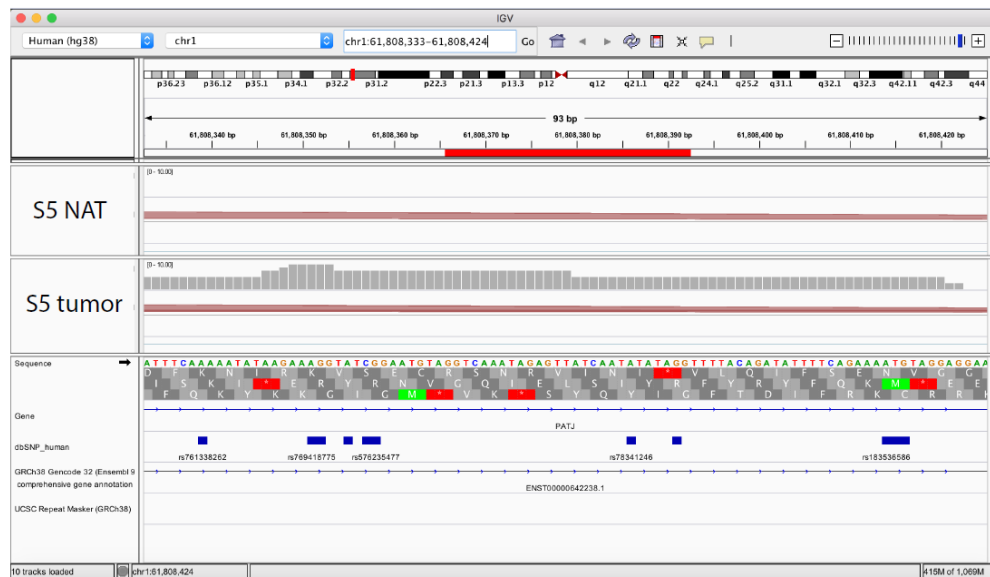 IGV
Human (hg38) chr1 chr1:61,808,333-61,808,424 Go
p36.23 p36.12 p35.1 p34.1 p32.2 p31.2 p22.3 p21.3 p13.3 p12 q12 q21.1 q22 q24.1 q25.2 q31.1 q32.1 q32.3 q42.11 q42.3 q44
93 bp
61,808,340 bp 61,808,350 bp 61,808,360 bp 61,808,370 bp 61,808,380 bp 61,808,390 bp 61,808,400 bp 61,808,410 bp 61,808,420 bp
[0 - 10.00]
S5 NAT
[0 - 10.00]
S5 tumor
Sequence
ATTTCAAAAATATAAGAAAGGTATCGGAATGTAGGTCAAATAGAGTTATCAATATATAGGTTTTACAGATATTTTCAGAAAATGTAGGAGGAA
D F K N I R K V S E C R S N R V I N I * V L Q I F S E N V G G
I S K I * E R Y R N V G Q I E L S I Y R F Y R Y F Q K M * E E
F Q K Y K K G I G M * V K * S Y Q Y I G F T D I F R K C R R
Gene
PATJ
dbSNP_human
rs761338262 rs769418775 rs576235477 rs78341246 rs183536586
GRCh38 Gencode 32 (Ensembl 9
comprehensive gene annotation
ENST00000642238.1
UCSC Repeat Masker (GRCh38)
10 tracks loaded chr1:61,808,424 415M of 1,069M